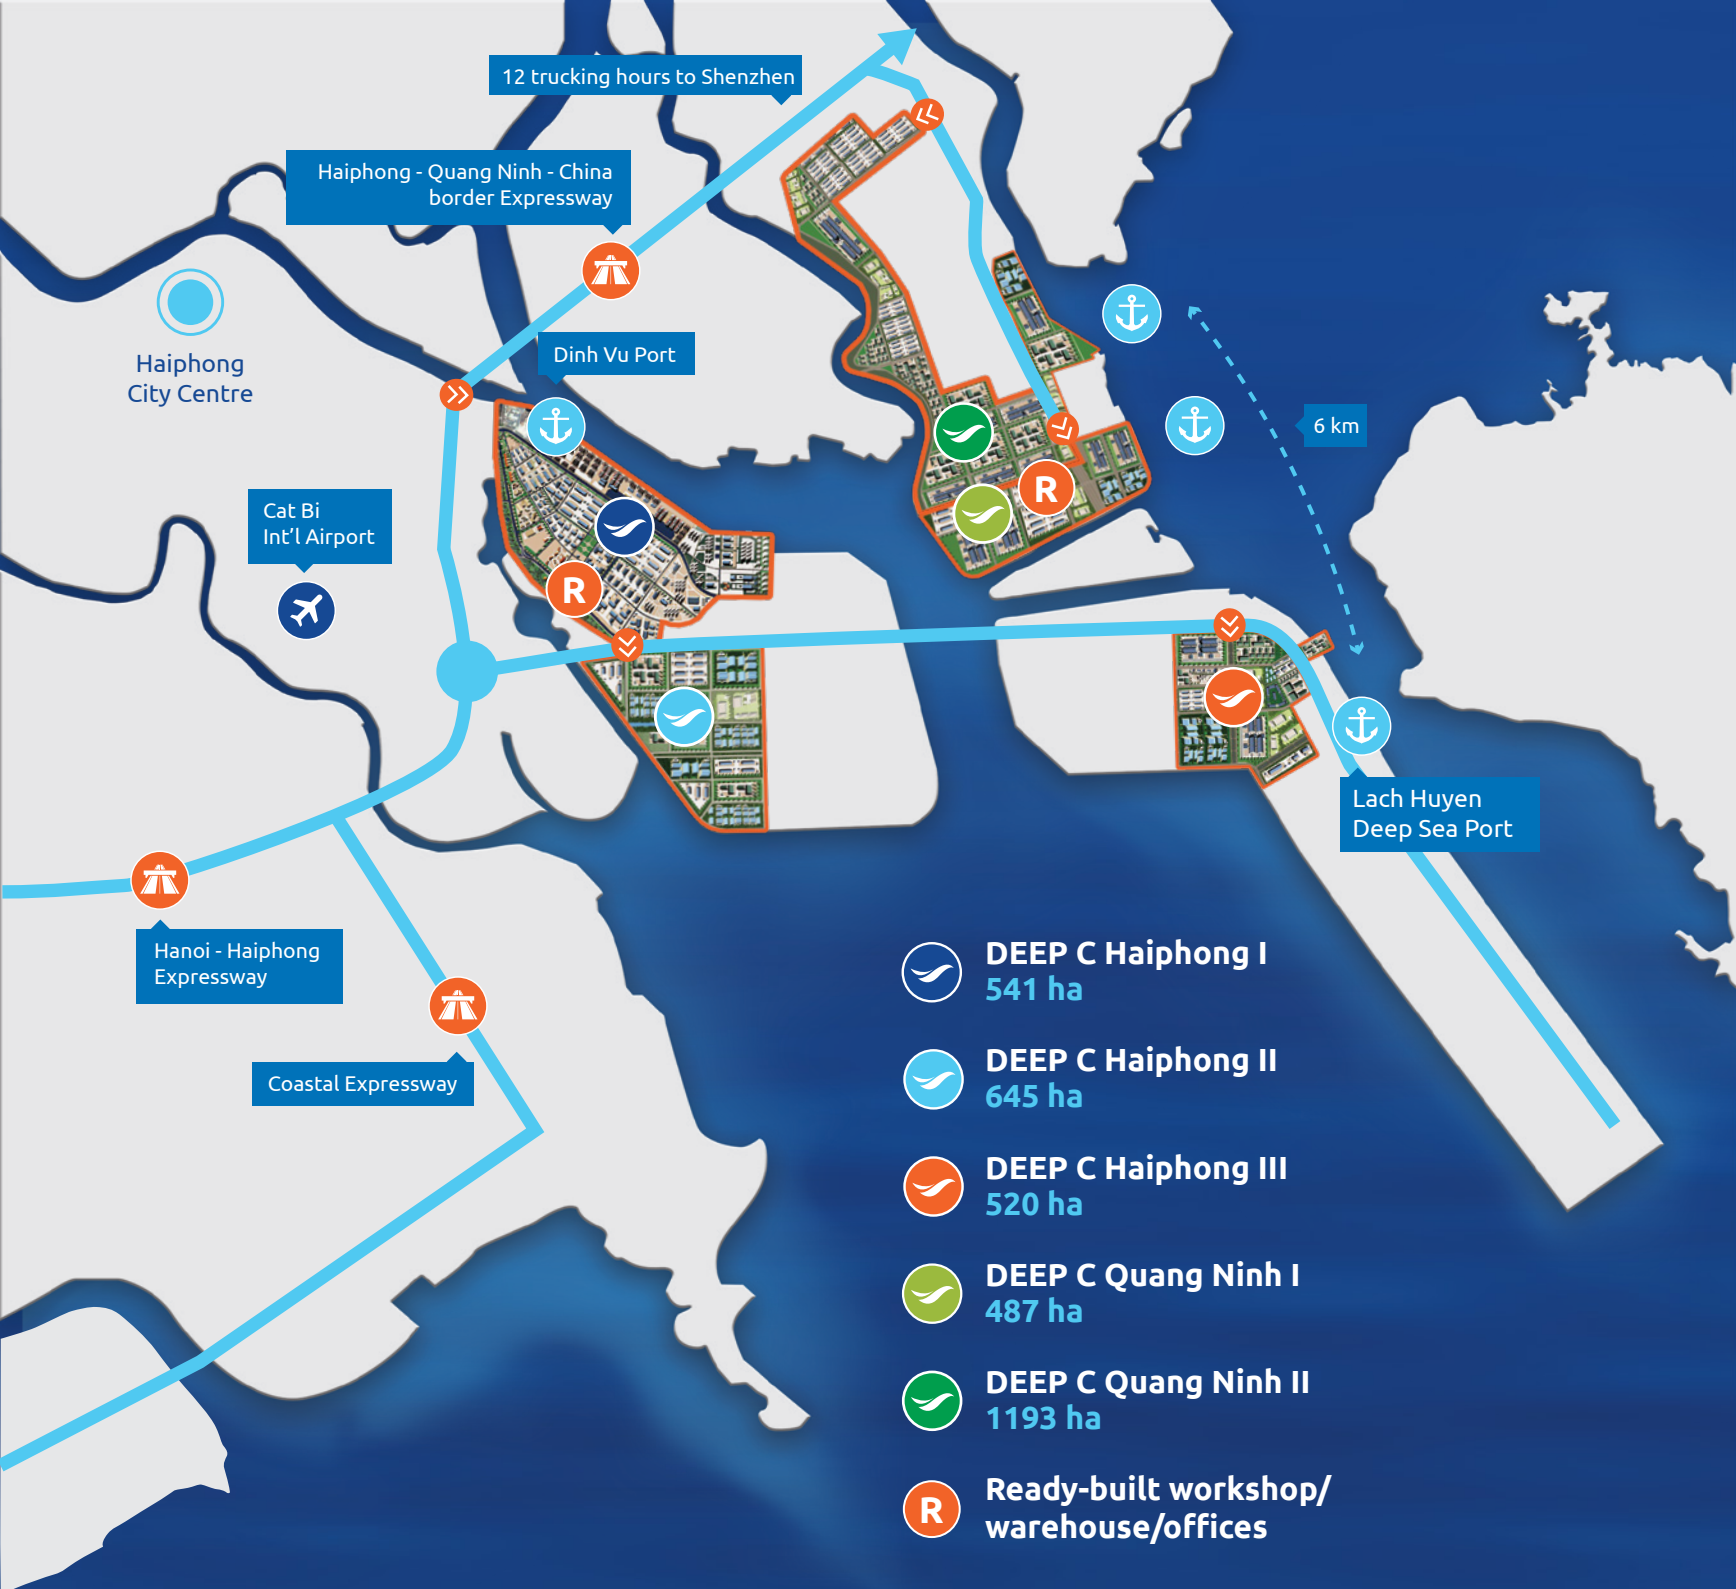 12 trucking hours to Shenzhen
Haiphong - Quang Ninh - China
border Expressway
Haiphong
City Centre
Dinh Vu Port
6 km
Cat Bi
Int’l Airport
R
R
Lach Huyen
Deep Sea Port
Hanoi - Haiphong
Expressway
Coastal Expressway
DEEP C Haiphong I
541 ha
DEEP C Haiphong II
645 ha
DEEP C Haiphong III
520 ha
DEEP C Quang Ninh I
487 ha
DEEP C Quang Ninh II
1193 ha
R
Ready-built workshop/
warehouse/offices